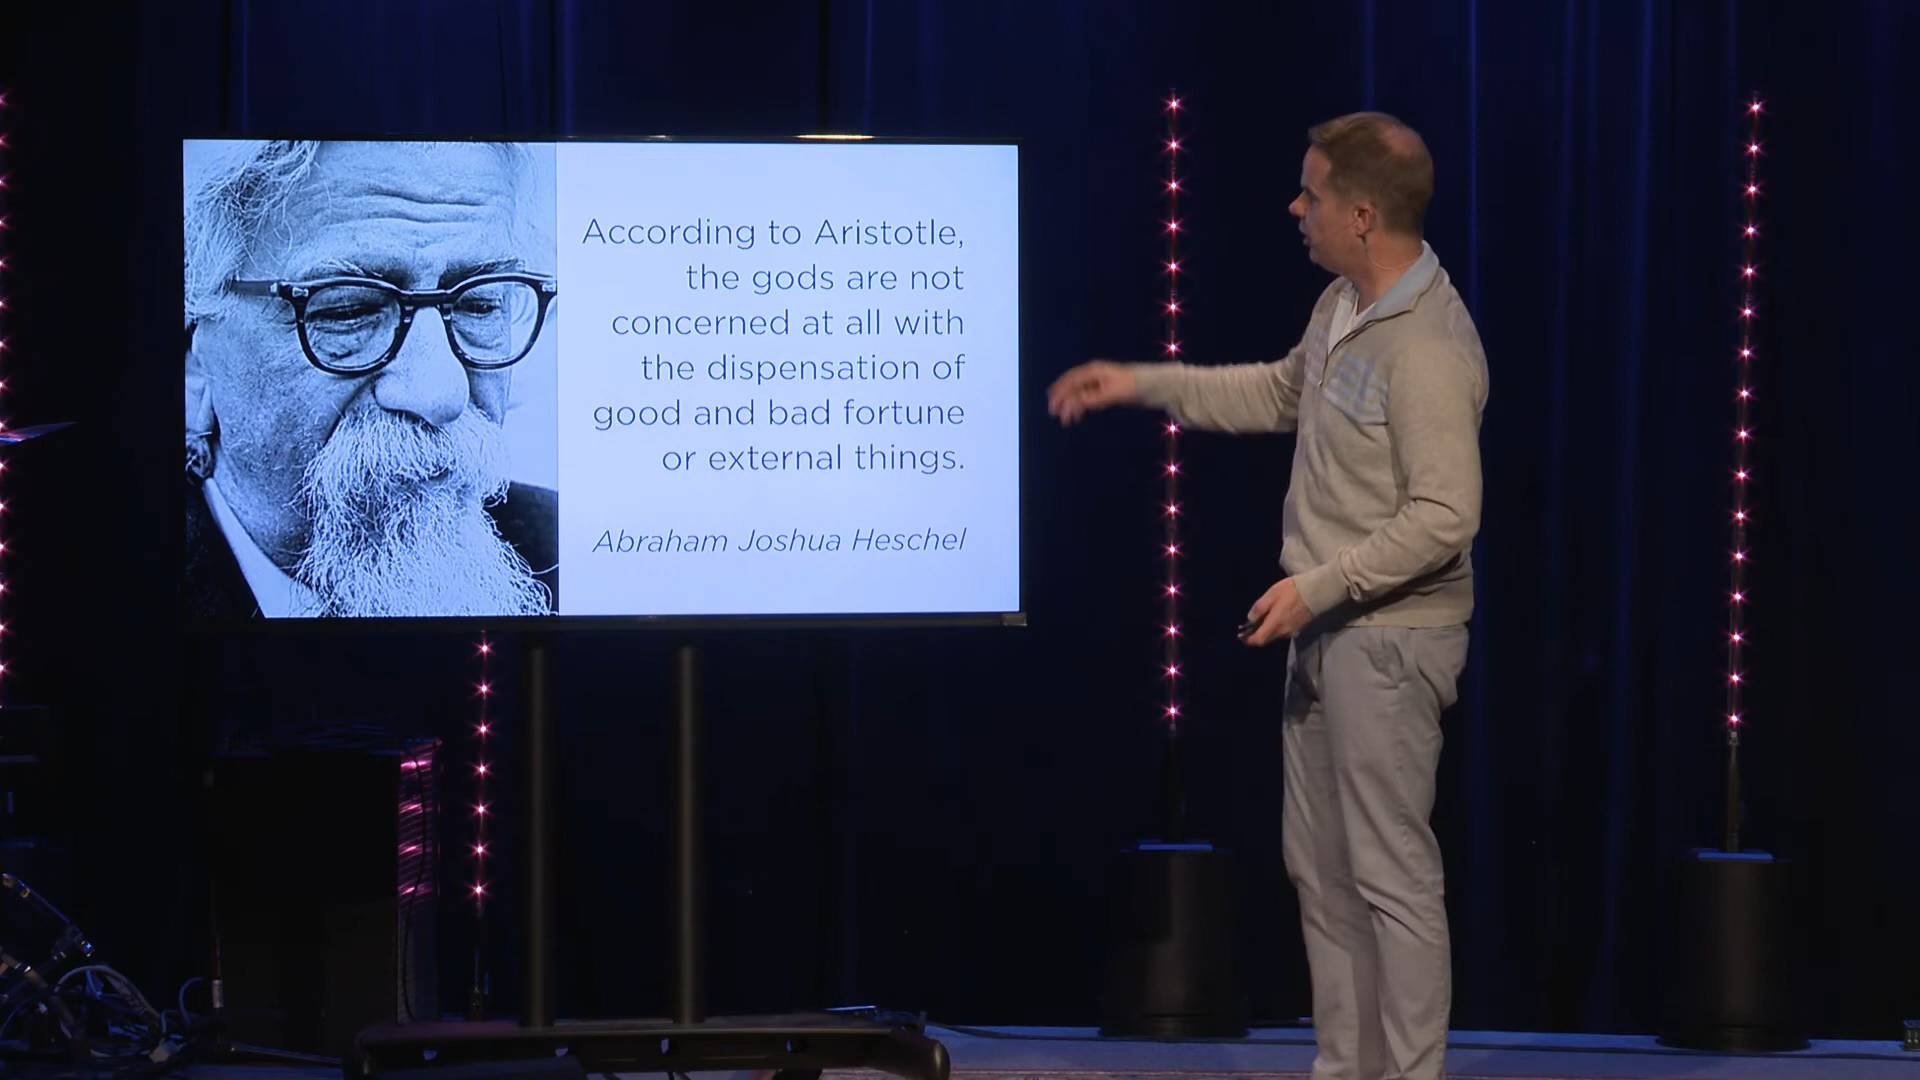 According to Aristotle,
the gods are not
concerned at all with
the dispensation of
good and bad fortune
or external things.
Abraham Joshua Heschel